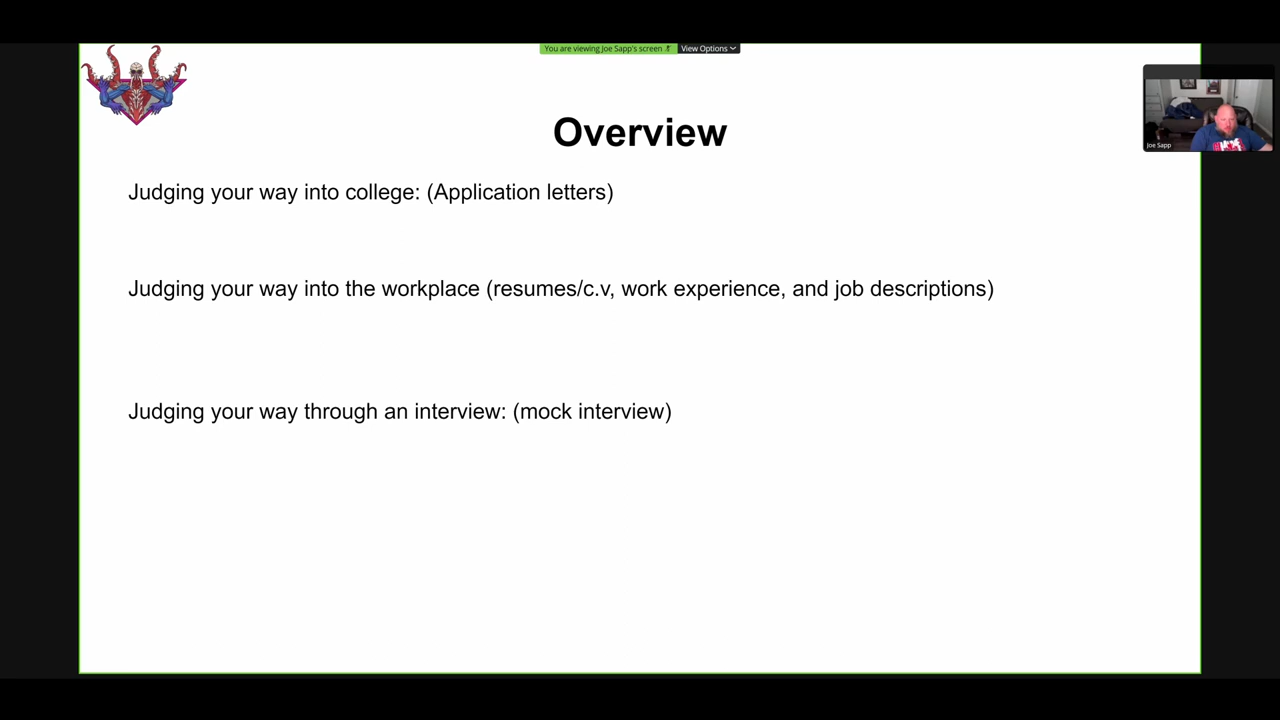 You are viewing Joe Sapp's screen View Options
Overview
Joe Sapp
Judging your way into college: (Application letters)
Judging your way into the workplace (resumes/c.v, work experience, and job descriptions)
Judging your way through an interview: (mock interview)